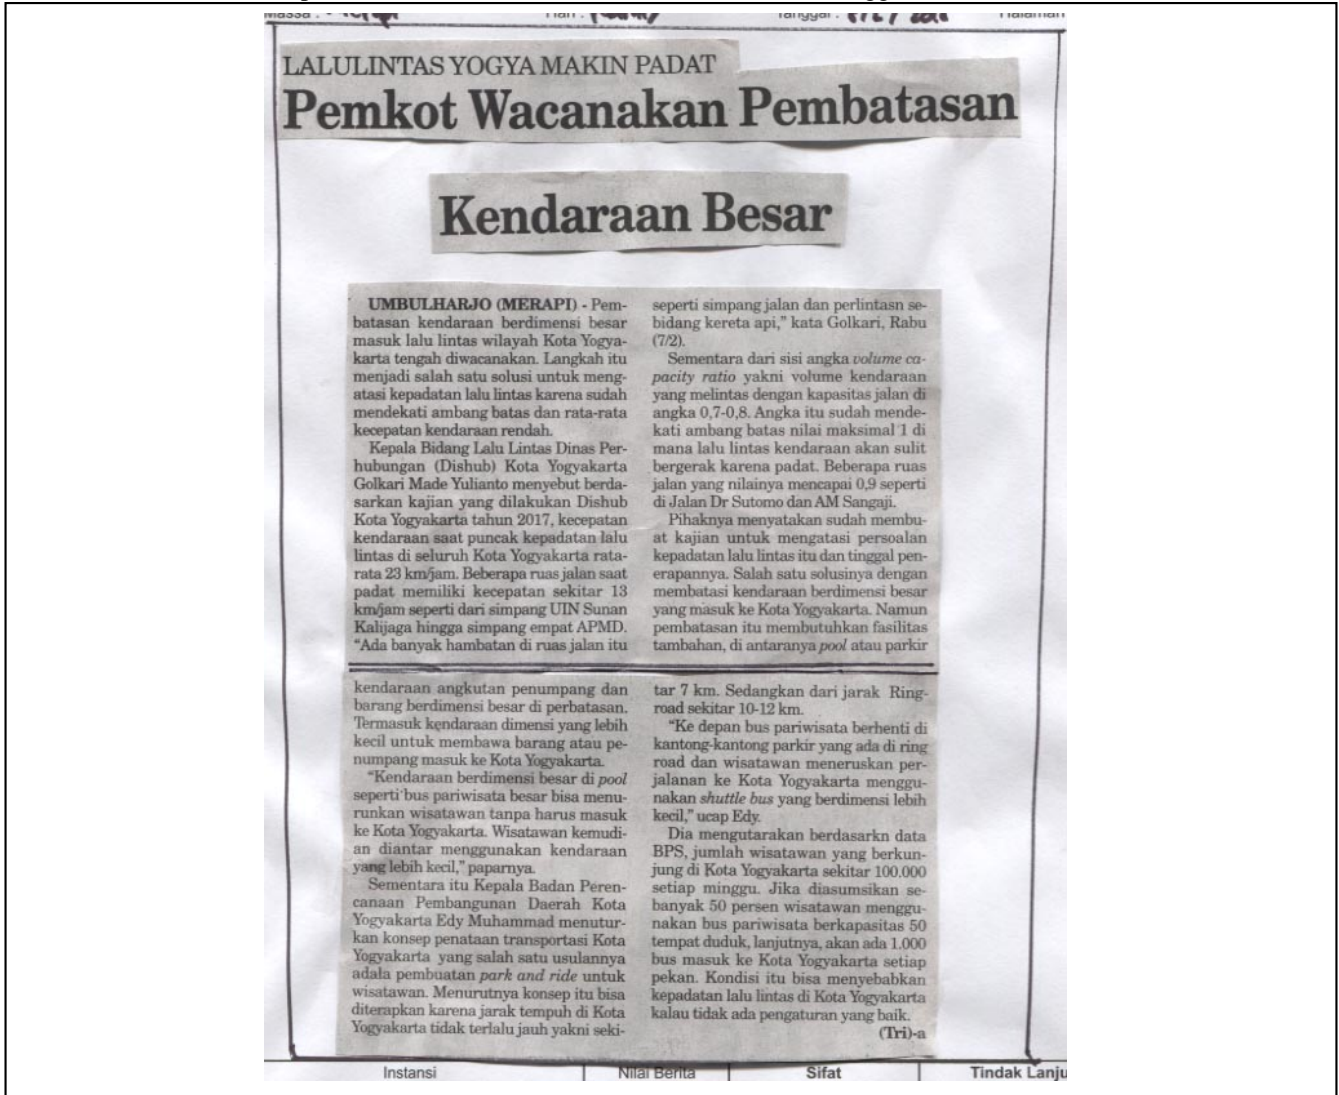 Massa :
Hari :
Tanggal :
Halaman
LALULINTAS YOGYA MAKIN PADAT
Pemkot Wacanakan Pembatasan
Kendaraan Besar
UMBULHARJO (MERAPI) - Pem-
batasan kendaraan berdimensi besar
masuk lalu lintas wilayah Kota Yogya-
karta tengah diwacanakan. Langkah itu
menjadi salah satu solusi untuk meng-
atasi kepadatan lalu lintas karena sudah
mendekati ambang batas dan rata-rata
kecepatan kendaraan rendah.
Kepala Bidang Lalu Lintas Dinas Per-
hubungan (Dishub) Kota Yogyakarta
Golkari Made Yulianto menyebut berda-
sarkan kajian yang dilakukan Dishub
Kota Yogyakarta tahun 2017, kecepatan
kendaraan saat puncak kepadatan lalu
lintas di seluruh Kota Yogyakarta rata-
rata 23 km/jam. Beberapa ruas jalan saat
padat memiliki kecepatan sekitar 13
km/jam seperti dari simpang UIN Sunan
Kalijaga hingga simpang empat APMD.
"Ada banyak hambatan di ruas jalan itu
seperti simpang jalan dan perlintasn se-
bidang kereta api," kata Golkari, Rabu
(7/2).
Sementara dari sisi angka volume ca-
pacity ratio yakni volume kendaraan
yang melintas dengan kapasitas jalan di
angka 0,7-0,8. Angka itu sudah mende-
kati ambang batas nilai maksimal 1 di
mana lalu lintas kendaraan akan sulit
bergerak karena padat. Beberapa ruas
jalan yang nilainya mencapai 0,9 seperti
di Jalan Dr Sutomo dan AM Sangaji.
Pihaknya menyatakan sudah membu-
at kajian untuk mengatasi persoalan
kepadatan lalu lintas itu dan tinggal pen-
erapannya. Salah satu solusinya dengan
membatasi kendaraan berdimensi besar
yang masuk ke Kota Yogyakarta. Namun
pembatasan itu membutuhkan fasilitas
tambahan, di antaranya pool atau parkir
kendaraan angkutan penumpang dan
barang berdimensi besar di perbatasan.
Termasuk kendaraan dimensi yang lebih
kecil untuk membawa barang atau pe-
numpang masuk ke Kota Yogyakarta.
"Kendaraan berdimensi besar di pool
seperti bus pariwisata besar bisa menu-
runkan wisatawan tanpa harus masuk
ke Kota Yogyakarta. Wisatawan kemudi-
an diantar menggunakan kendaraan
yang lebih kecil," paparnya.
Sementara itu Kepala Badan Peren-
canaan Pembangunan Daerah Kota
Yogyakarta Edy Muhammad menutur-
kan konsep penataan transportasi Kota
Yogyakarta yang salah satu usulannya
adala pembuatan park and ride untuk
wisatawan. Menurutnya konsep itu bisa
diterapkan karena jarak tempuh di Kota
Yogyakarta tidak terlalu jauh yakni seki-
tar 7 km. Sedangkan dari jarak Ring-
road sekitar 10-12 km.
"Ke depan bus pariwisata berhenti di
kantong-kantong parkir yang ada di ring
road dan wisatawan meneruskan per-
jalanan ke Kota Yogyakarta menggu-
nakan shuttle bus yang berdimensi lebih
kecil," ucap Edy.
Dia mengutarakan berdasarkn data
BPS, jumlah wisatawan yang berkun-
jung di Kota Yogyakarta sekitar 100.000
setiap minggu. Jika diasumsikan se-
banyak 50 persen wisatawan menggu-
nakan bus pariwisata berkapasitas 50
tempat duduk, lanjutnya, akan ada 1.000
bus masuk ke Kota Yogyakarta setiap
pekan. Kondisi itu bisa menyebabkan
kepadatan lalu lintas di Kota Yogyakarta
kalau tidak ada pengaturan yang baik.
(Tri)-a
Instansi
Nilai Berita
Sifat
Tindak Lanju